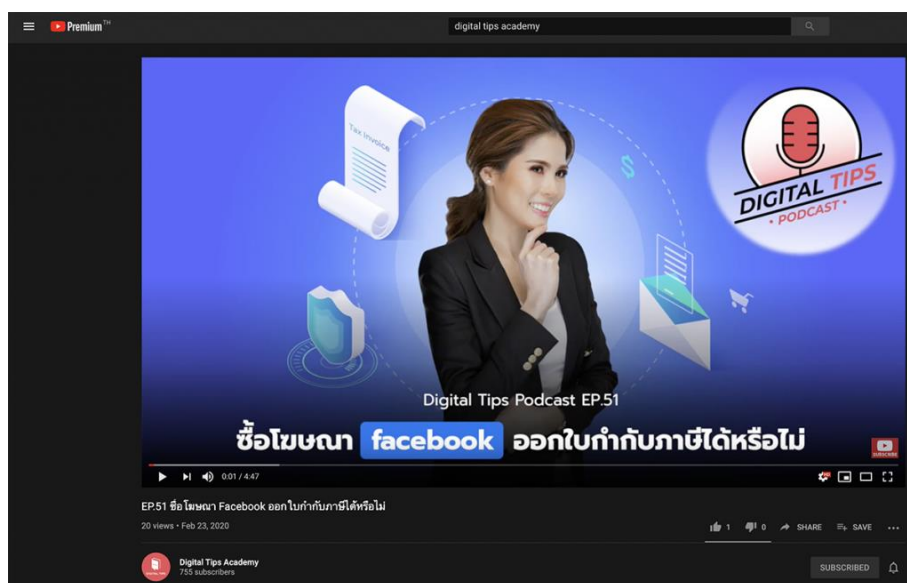 Premium TH
digital tips academy
Tax Invoice
$
DIGITAL TIPS
• PODCAST •
Digital Tips Podcast EP.51
ซื้อโฆษณา facebook ออกใบกำกับภาษีได้หรือไม่
SUBSCRIBE
0:01 / 4:47
EP.51 ซื้อโฆษณา Facebook ออกใบกำกับภาษีได้หรือไม่
20 views • Feb 23, 2020
1 0 SHARE SAVE
Digital Tips Academy
755 subscribers
SUBSCRIBED